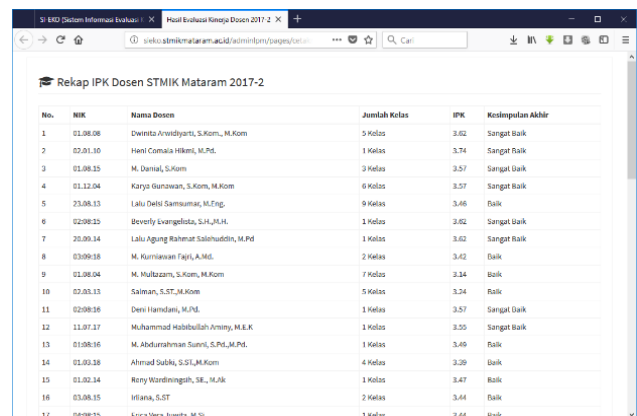 SI-EKD (Sistem Informasi Evaluasi K
Hasil Evaluasi Kinerja Dosen 2017-2
sieko.stmikmataram.ac.id/adminlpm/pages/cetak
Cari
Rekap IPK Dosen STMIK Mataram 2017-2
No. NIK Nama Dosen Jumlah Kelas IPK Kesimpulan Akhir
1 01.08.08 Dwinita Arwidiyarti, S.Kom., M.Kom 5 Kelas 3.62 Sangat Baik
2 02.01.10 Heni Comala Hikmi, M.Pd. 1 Kelas 3.74 Sangat Baik
3 01.08.15 M. Danial, S.Kom 3 Kelas 3.57 Sangat Baik
4 01.12.04 Karya Gunawan, S.Kom, M.Kom 6 Kelas 3.57 Sangat Baik
5 23.08.13 Lalu Delsi Samsumar, M.Eng. 9 Kelas 3.46 Baik
6 02:08:15 Beverly Evangelista, S.H.,M.H. 1 Kelas 3.62 Sangat Baik
7 20.09.14 Lalu Agung Rahmat Salehuddin, M.Pd 1 Kelas 3.62 Sangat Baik
8 03:09:18 M. Kurniawan Fajri, A.Md. 2 Kelas 3.42 Baik
9 01.08.04 M. Multazam, S.Kom, M.Kom 7 Kelas 3.14 Baik
10 02.03.13 Salman, S.ST.,M.Kom 5 Kelas 3.24 Baik
11 02:08:16 Deni Hamdani, M.Pd. 1 Kelas 3.57 Sangat Baik
12 11.07.17 Muhammad Habibullah Aminy, M.E.K 1 Kelas 3.55 Sangat Baik
13 01:08:16 M. Abdurrahman Sunni, S.Pd.,M.Pd. 1 Kelas 3.49 Baik
14 01.03.18 Ahmad Subki, S.ST.,M.Kom 4 Kelas 3.39 Baik
15 01.02.14 Reny Wardiningsih, SE., M.Ak 1 Kelas 3.47 Baik
16 03.08.15 Irliana, S.ST 2 Kelas 3.44 Baik
17 04:08:15 1 Kelas 3.44 Baik